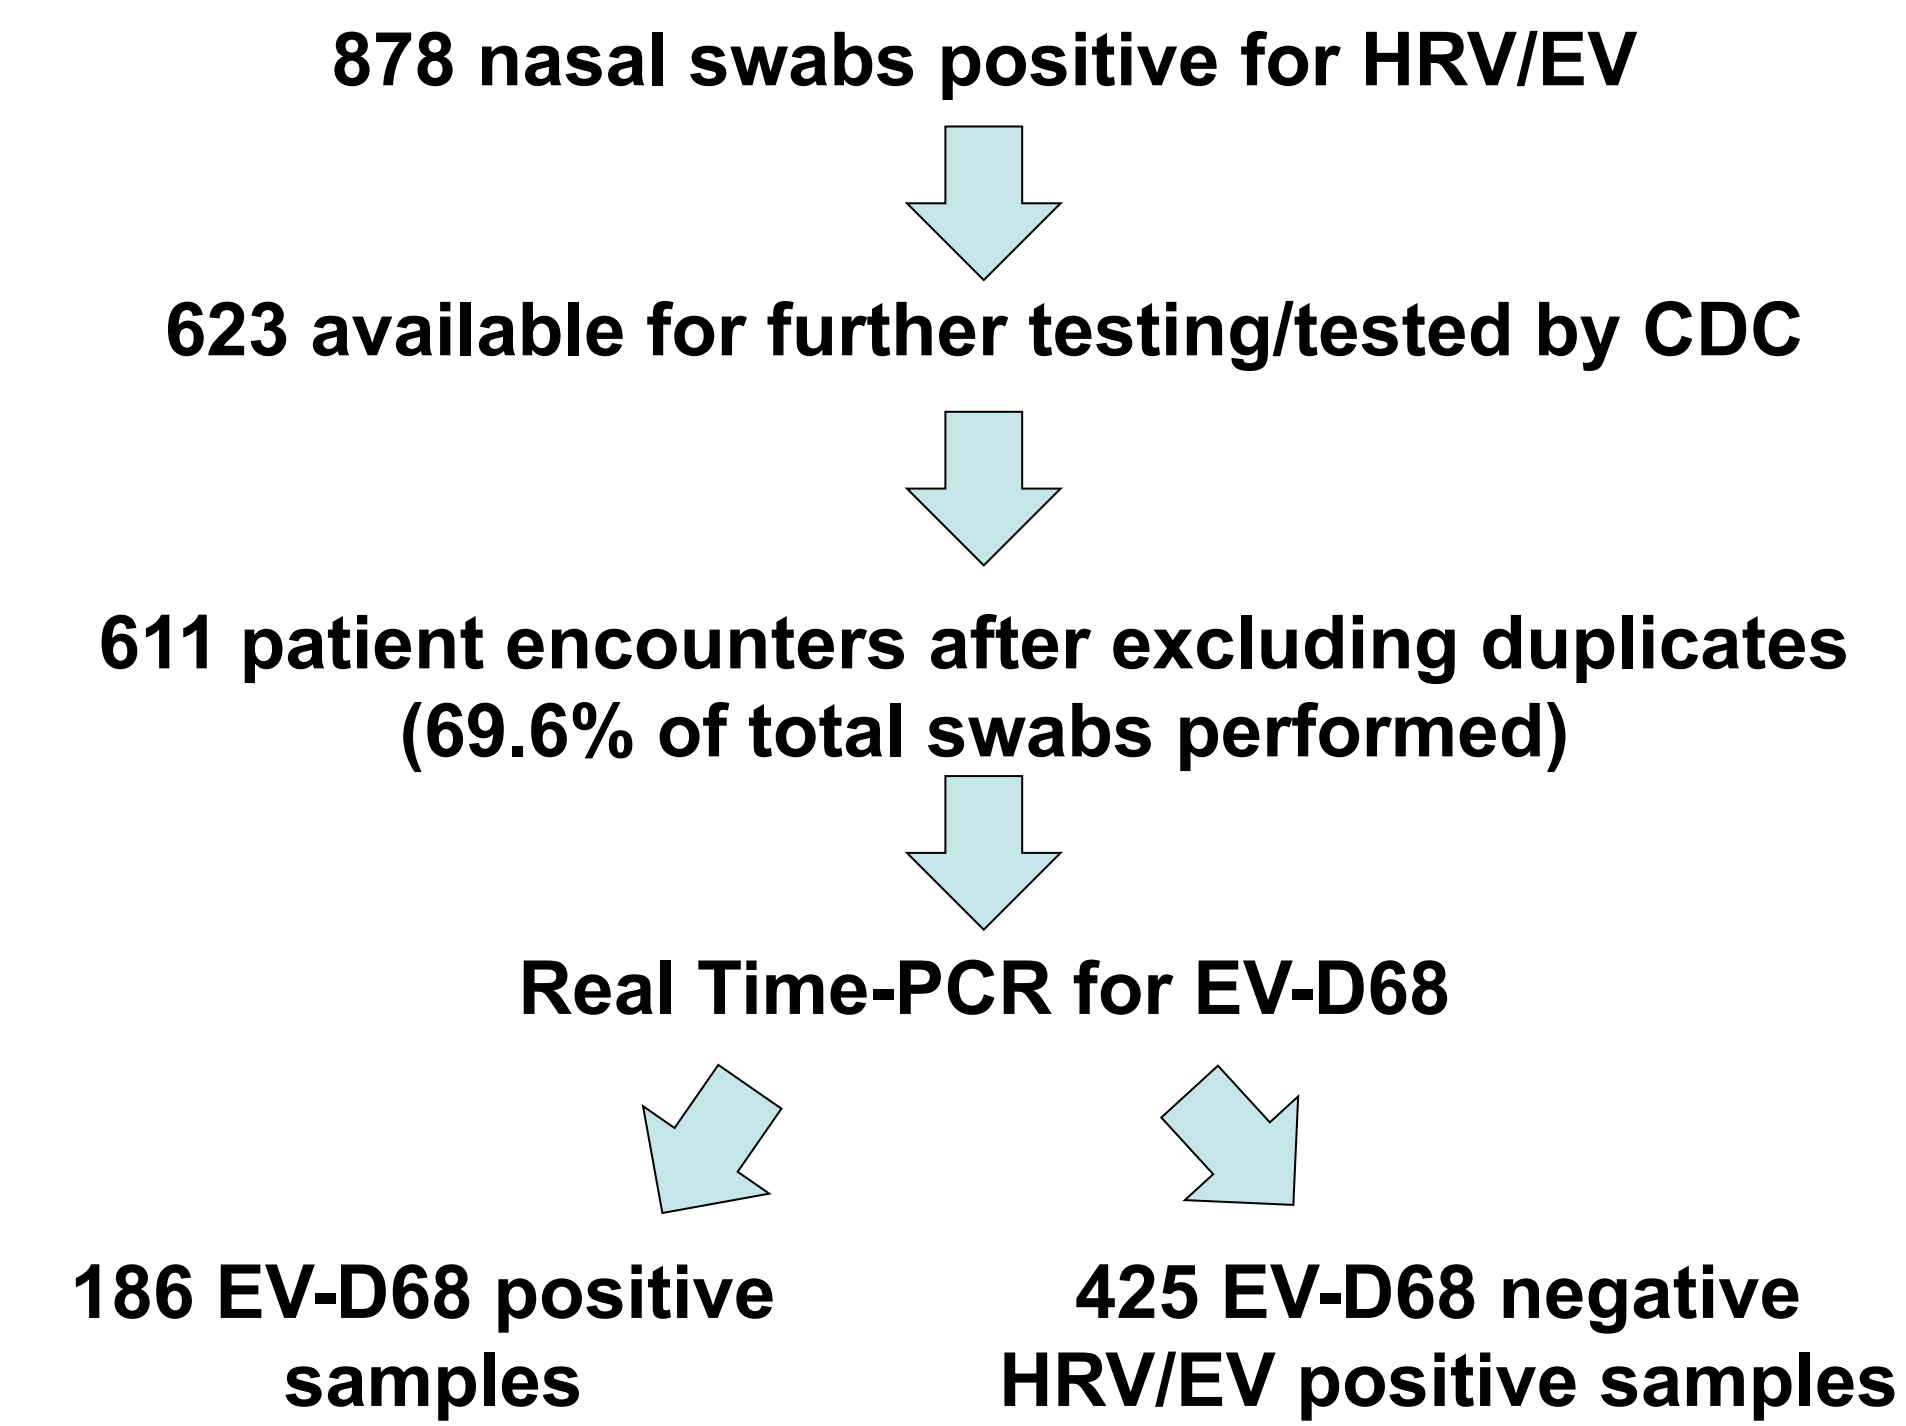 878 nasal swabs positive for HRV/EV
623 available for further testing/tested by CDC
611 patient encounters after excluding duplicates
(69.6% of total swabs performed)
Real Time-PCR for EV-D68
186 EV-D68 positive
samples
425 EV-D68 negative
HRV/EV positive samples